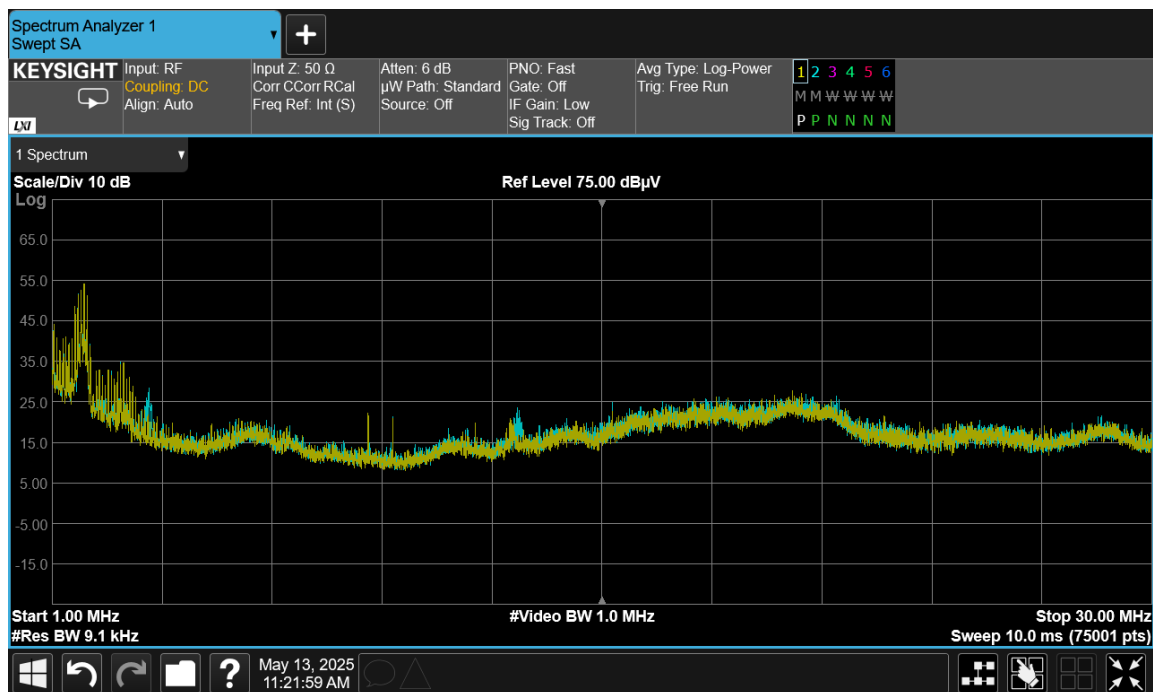 Spectrum Analyzer 1
Swept SA
▼
+
KEYSIGHT
LXI
Input: RF
Coupling: DC
Align: Auto
Input Z: 50 Ω
Corr CCorr RCal
Freq Ref: Int (S)
Atten: 6 dB
µW Path: Standard
Source: Off
PNO: Fast
Gate: Off
IF Gain: Low
Sig Track: Off
Avg Type: Log-Power
Trig: Free Run
1 2 3 4 5 6
M M W W W W
P P N N N N
1 Spectrum ▼
Scale/Div 10 dB Ref Level 75.00 dBµV
Log
65.0
55.0
45.0
35.0
25.0
15.0
5.00
-5.00
-15.0
Start 1.00 MHz #Video BW 1.0 MHz Stop 30.00 MHz
#Res BW 9.1 kHz Sweep 10.0 ms (75001 pts)
?
May 13, 2025
11:21:59 AM